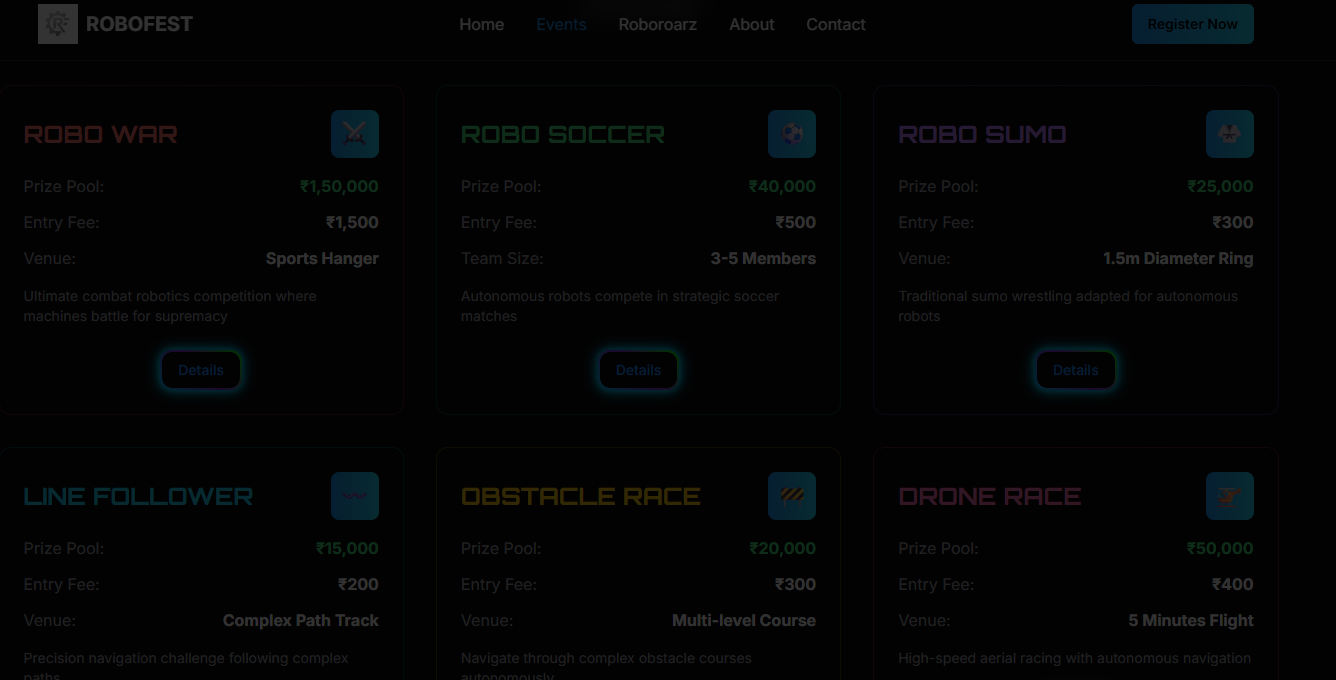 ROBOFEST
Home Events Roboroarz About Contact
Register Now
ROBO WAR
Prize Pool: ₹1,50,000
Entry Fee: ₹1,500
Venue: Sports Hanger
Ultimate combat robotics competition where
machines battle for supremacy
Details
ROBO SOCCER
Prize Pool: ₹40,000
Entry Fee: ₹500
Team Size: 3-5 Members
Autonomous robots compete in strategic soccer
matches
Details
ROBO SUMO
Prize Pool: ₹25,000
Entry Fee: ₹300
Venue: 1.5m Diameter Ring
Traditional sumo wrestling adapted for autonomous
robots
Details
LINE FOLLOWER
Prize Pool: ₹15,000
Entry Fee: ₹200
Venue: Complex Path Track
Precision navigation challenge following complex
paths
OBSTACLE RACE
Prize Pool: ₹20,000
Entry Fee: ₹300
Venue: Multi-level Course
Navigate through complex obstacle courses
autonomously
DRONE RACE
Prize Pool: ₹50,000
Entry Fee: ₹400
Venue: 5 Minutes Flight
High-speed aerial racing with autonomous navigation